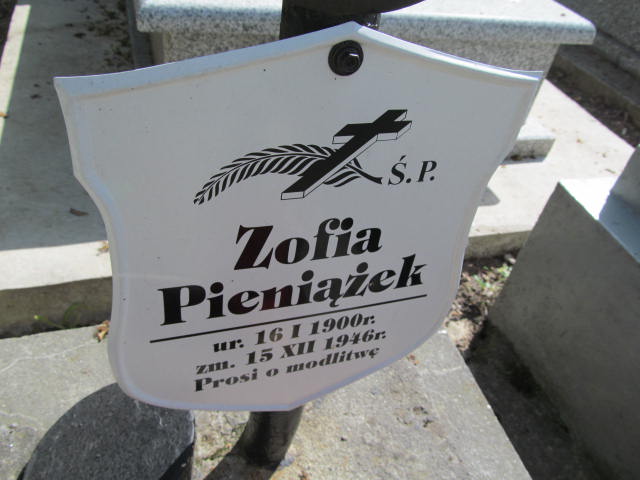 Ś.P.
Zofia
Pieniążek
ur. 16 I 1900r.
zm. 15 XII 1946r.
Prosi o modlitwę